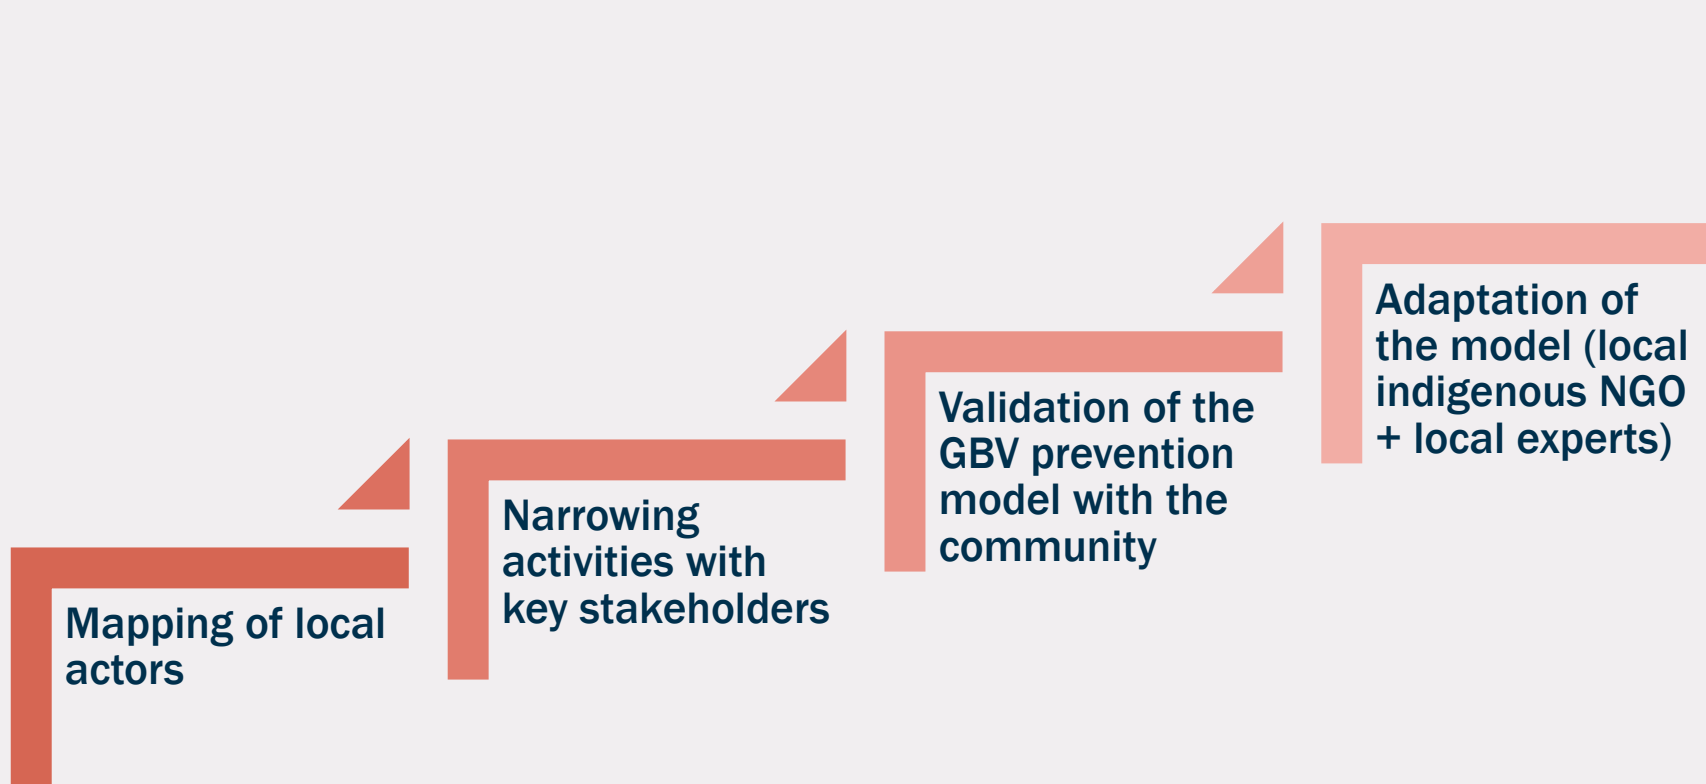 Mapping of local
actors
Narrowing
activities with
key stakeholders
Validation of the
GBV prevention
model with the
community
Adaptation of
the model (local
indigenous NGO
+ local experts)